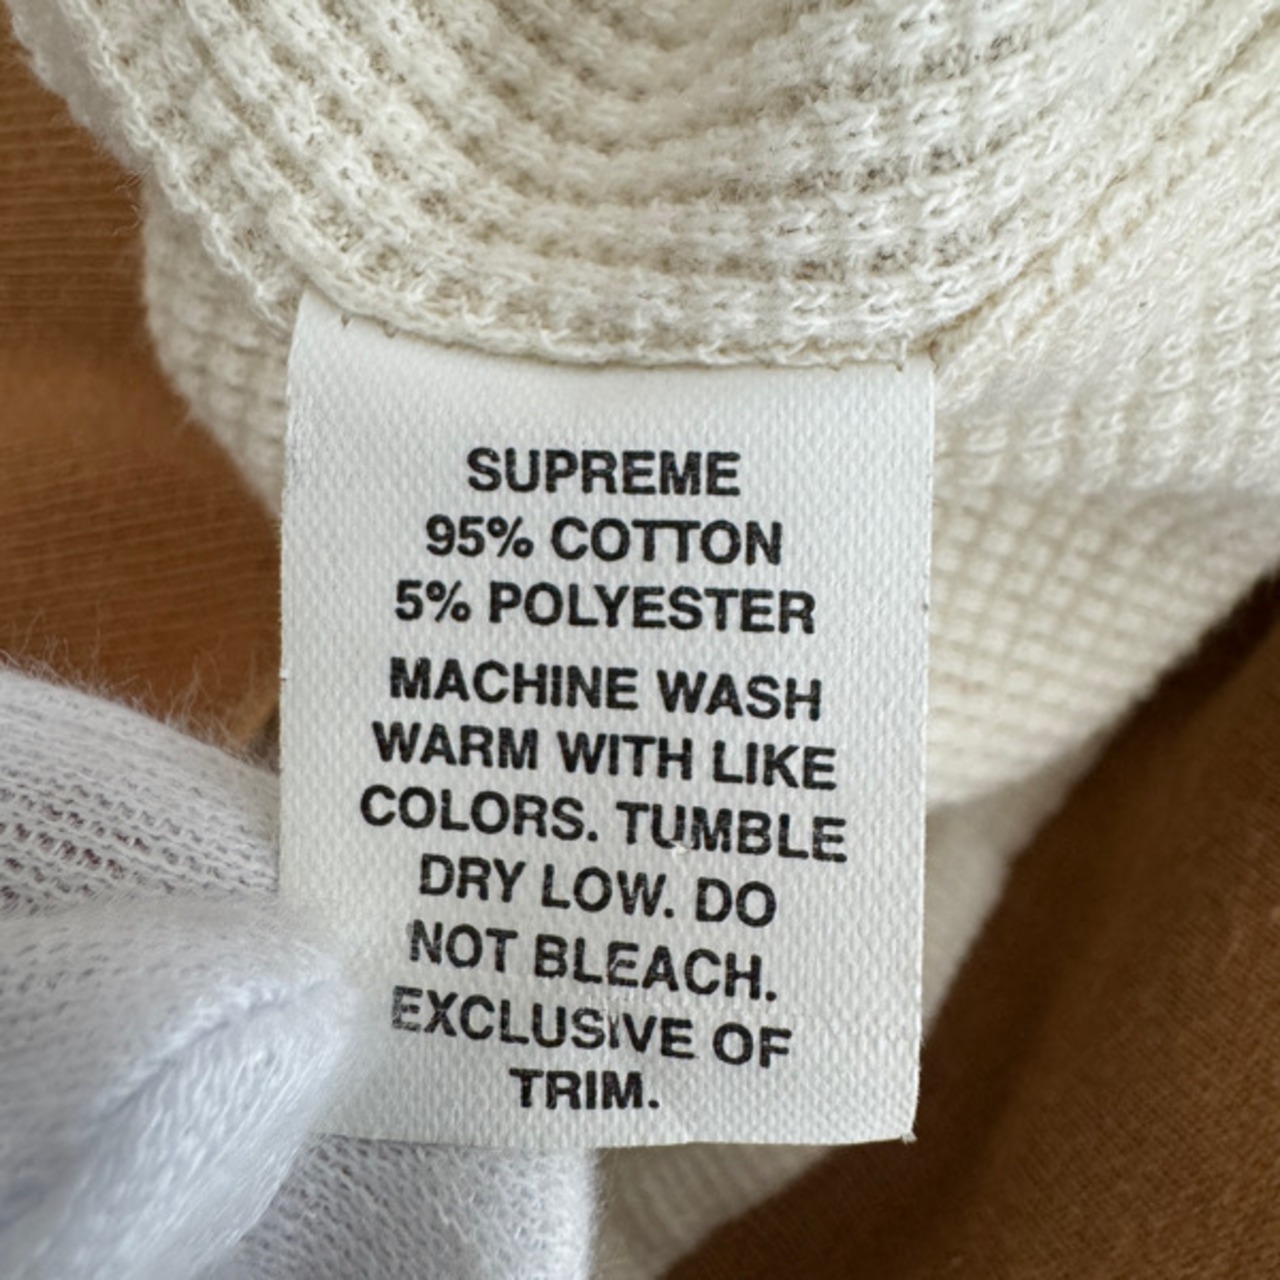 SUPREME
95% COTTON
5% POLYESTER
MACHINE WASH
WARM WITH LIKE
COLORS. TUMBLE
DRY LOW. DO
NOT BLEACH.
EXCLUSIVE OF
TRIM.